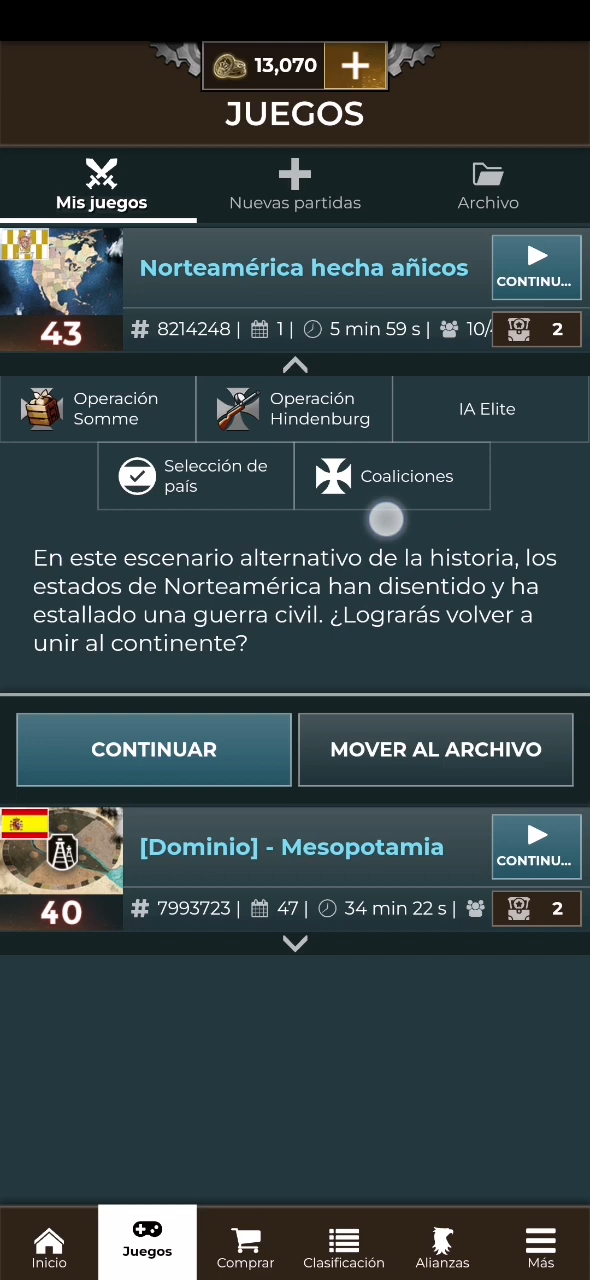 13,070
JUEGOS
Mis juegos
Nuevas partidas
Archivo
Norteamérica hecha añicos
CONTINU...
43
# 8214248 | 1 | 5 min 59 s | 10/
2
Operación
Somme
Operación
Hindenburg
IA Elite
Selección de
país
Coaliciones
En este escenario alternativo de la historia, los
estados de Norteamérica han disentido y ha
estallado una guerra civil. ¿Lograrás volver a
unir al continente?
CONTINUAR
MOVER AL ARCHIVO
[Dominio] - Mesopotamia
CONTINU...
40
# 7993723 | 47 | 34 min 22 s |
2
Inicio
Juegos
Comprar
Clasificación
Alianzas
Más